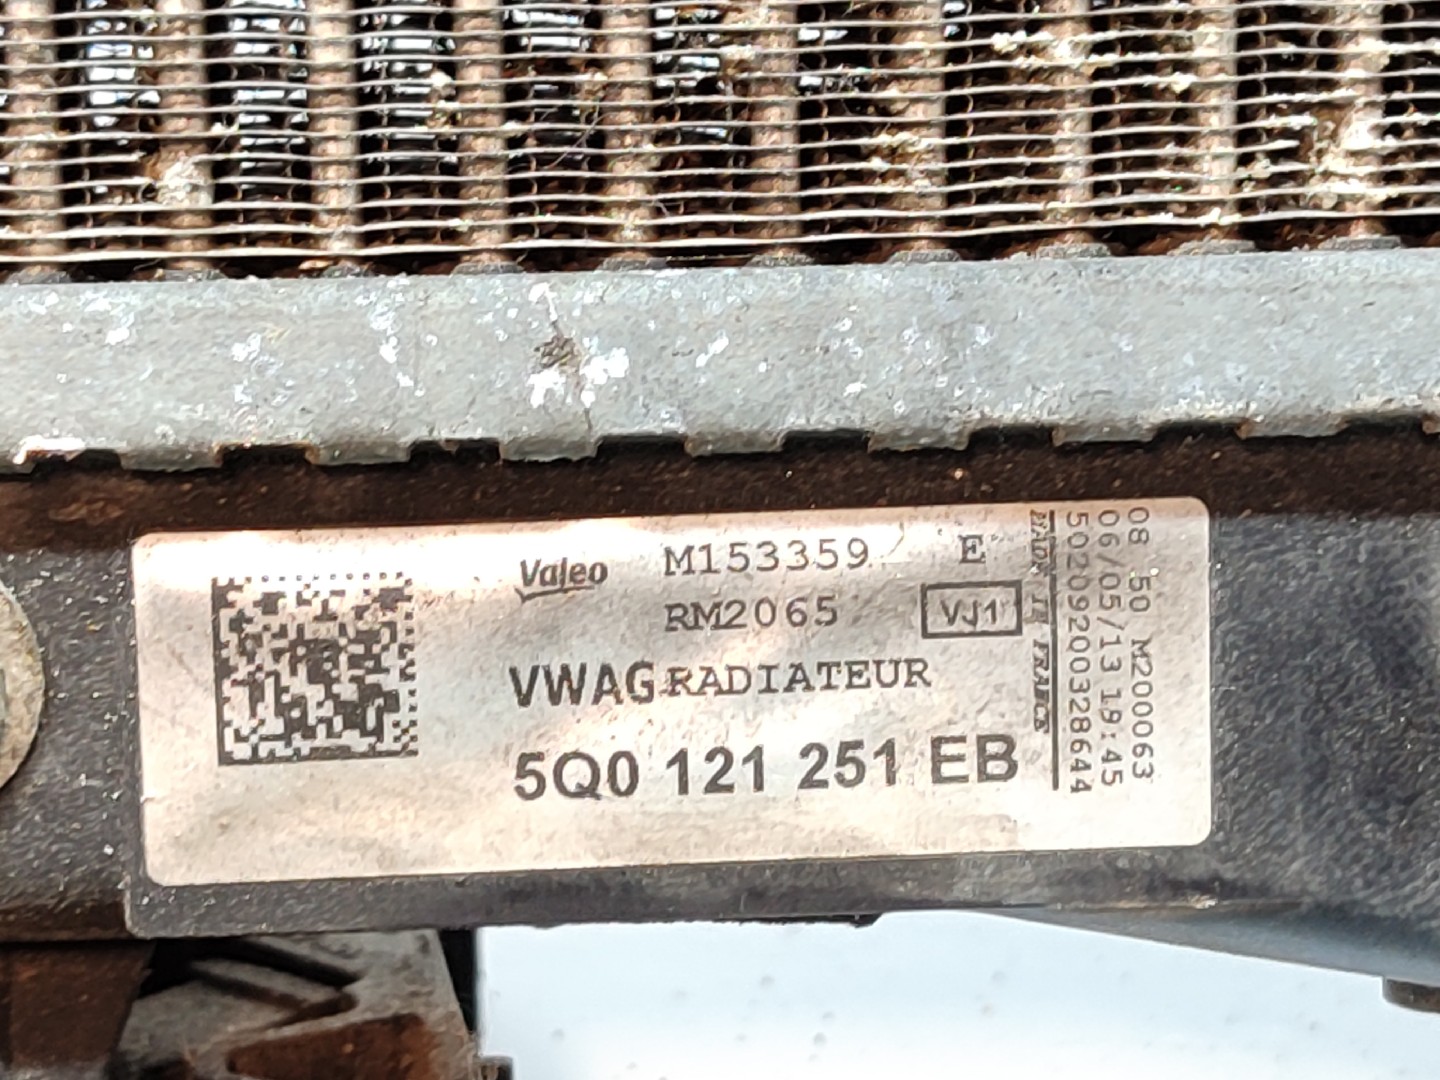 Valeo M153359 E
RM2065 VJ1
VWAG RADIATEUR
5Q0 121 251 EB
MADE IN FRANCE
50209200328644
06/05/13 19:45
08 50 M200063